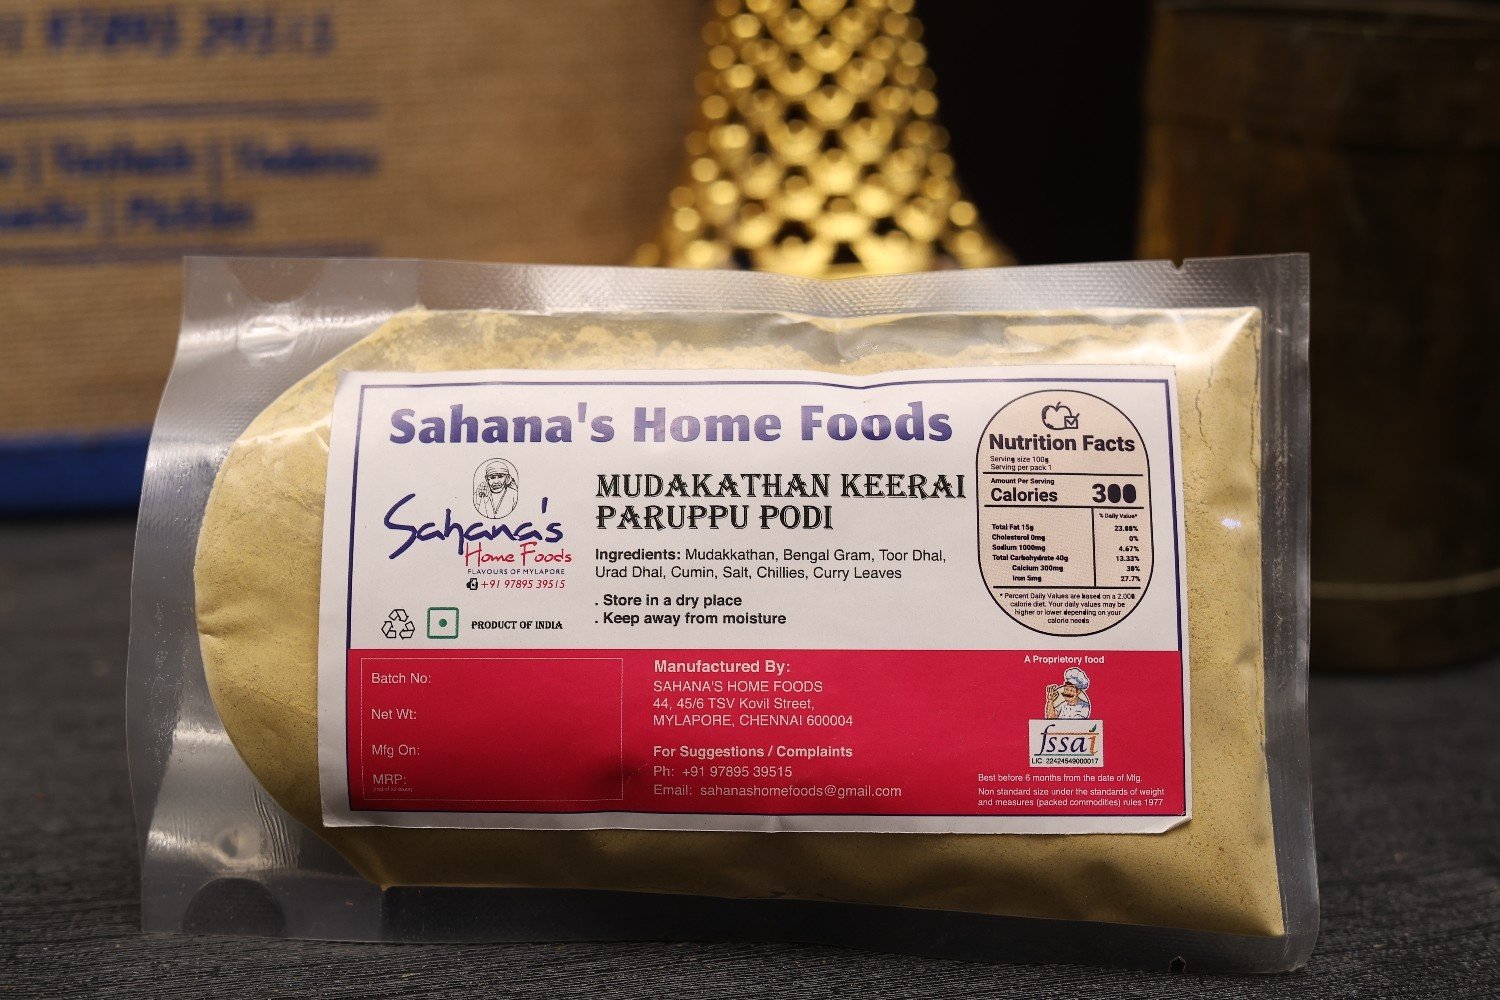 Sahana's Home Foods
Sahana's
Home Foods
FLAVOURS OF MYLAPORE
+91 97895 39515
PRODUCT OF INDIA
MUDAKATHAN KEERAI
PARUPPU PODI
Ingredients: Mudakkathan, Bengal Gram, Toor Dhal,
Urad Dhal, Cumin, Salt, Chillies, Curry Leaves
. Store in a dry place
. Keep away from moisture
Nutrition Facts
Serving size 100g
Serving per pack 1
Amount Per Serving
Calories 300
% Daily Value*
Total Fat 15g 23.08%
Cholesterol 0mg 0%
Sodium 1000mg 4.67%
Total Carbohydrate 40g 13.33%
Calcium 300mg 30%
Iron 5mg 27.7%
* Percent Daily Values are based on a 2.000
calorie diet. Your daily values may be
higher or lower depending on your
calorie needs
Batch No:
Net Wt:
Mfg On:
MRP:
Manufactured By:
SAHANA'S HOME FOODS
44, 45/6 TSV Kovil Street,
MYLAPORE, CHENNAI 600004
For Suggestions / Complaints
Ph: +91 97895 39515
Email: sahanashomefoods@gmail.com
A Proprietory food
fssai
LIC: 22424549000017
Best before 6 months from the date of Mfg.
Non standard size under the standards of weight
and measures (packed commodities) rules 1977